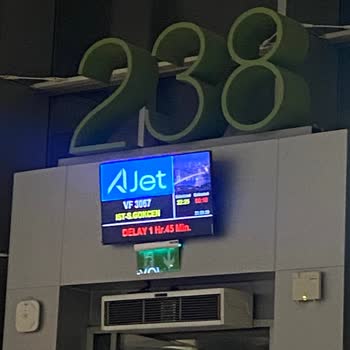 238
AJet
VF 3057
IST-S.GOKCEN
DELAY 1 Hr.45 Min.